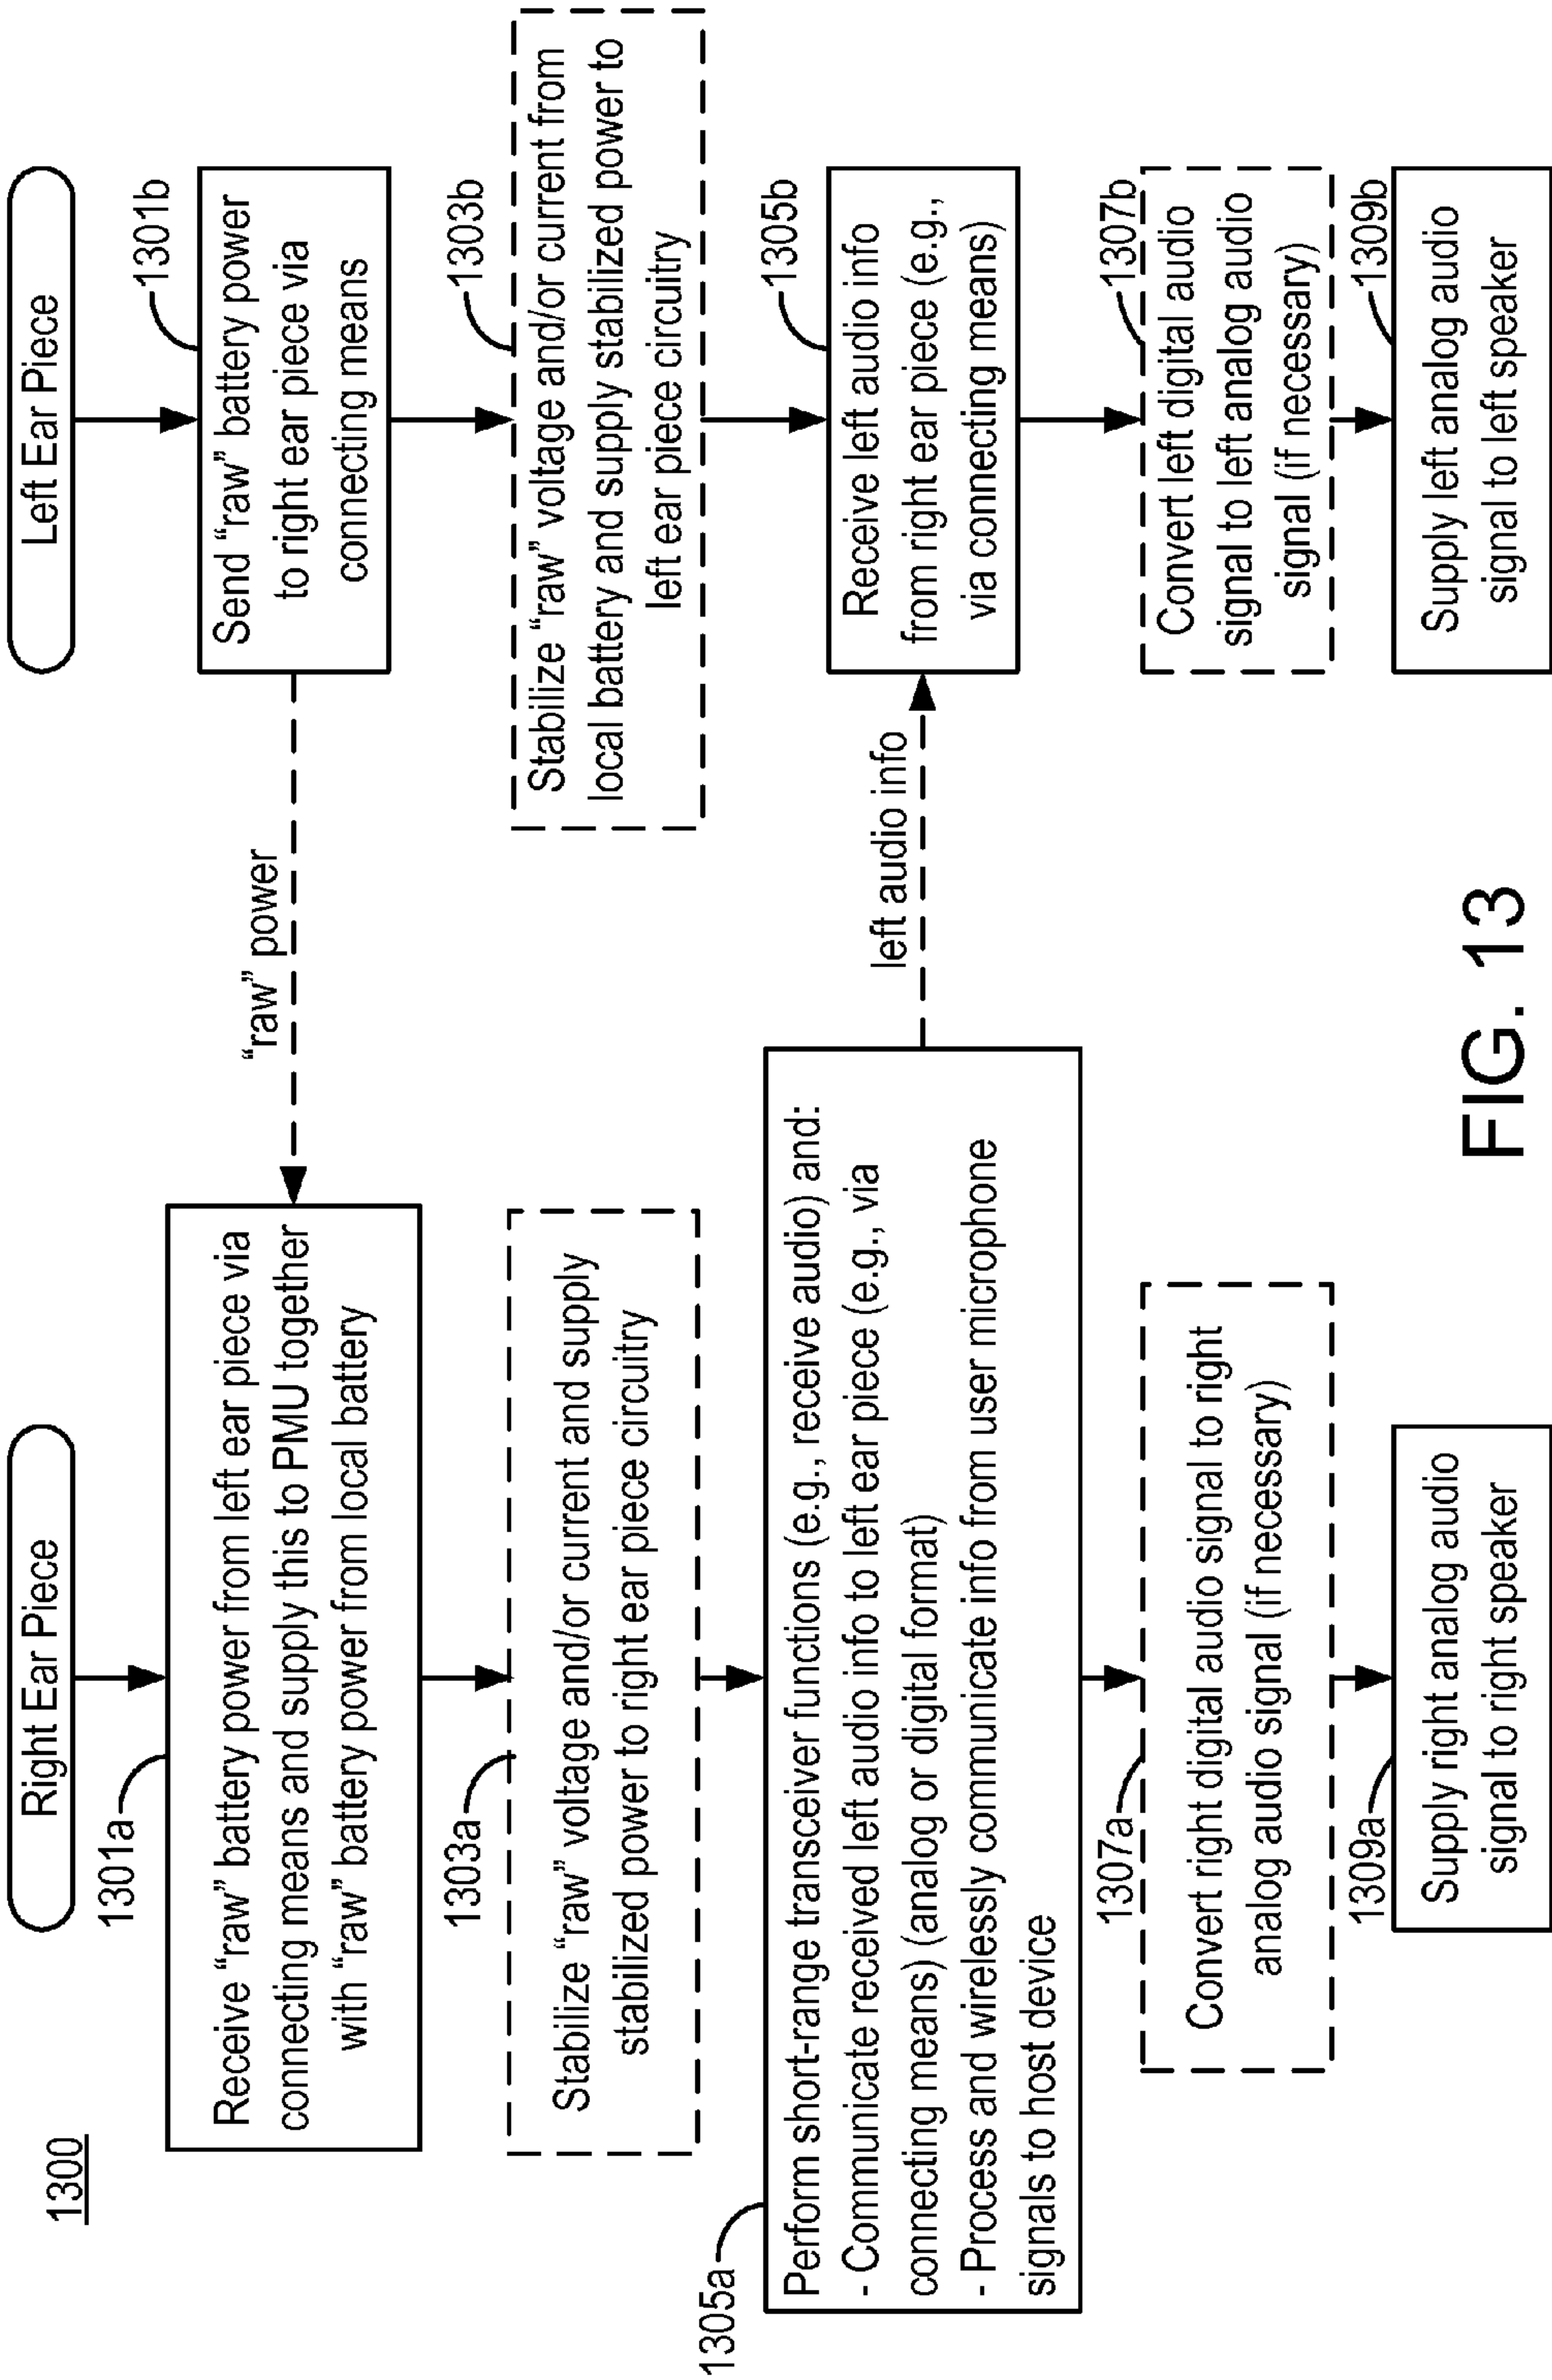 1300
Right Ear Piece
1301a
Receive “raw” battery power from left ear piece via
connecting means and supply this to PMU together
with “raw” battery power from local battery
1303a
Stabilize “raw” voltage and/or current and supply
stabilized power to right ear piece circuitry
1305a
Perform short-range transceiver functions (e.g., receive audio) and:
- Communicate received left audio info to left ear piece (e.g., via
connecting means) (analog or digital format)
- Process and wirelessly communicate info from user microphone
signals to host device
1307a
Convert right digital audio signal to right
analog audio signal (if necessary)
1309a
Supply right analog audio
signal to right speaker
“raw” power
left audio info
Left Ear Piece
1301b
Send “raw” battery power
to right ear piece via
connecting means
1303b
Stabilize “raw” voltage and/or current from
local battery and supply stabilized power to
left ear piece circuitry
1305b
Receive left audio info
from right ear piece (e.g.,
via connecting means)
1307b
Convert left digital audio
signal to left analog audio
signal (if necessary)
1309b
Supply left analog audio
signal to left speaker
FIG. 13